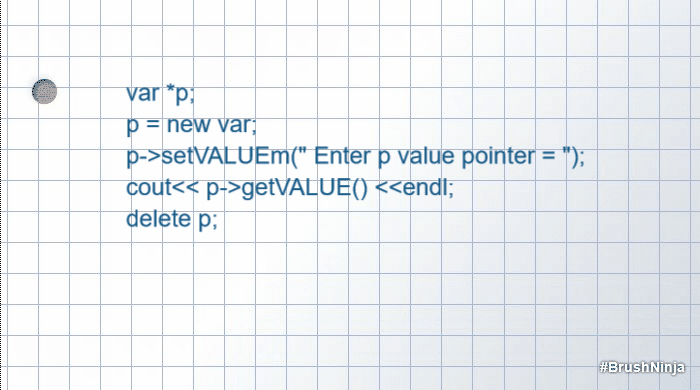 var *p;
p = new var;
p->setVALUEm(" Enter p value pointer = ");
cout<< p->getVALUE() <<endl;
delete p;
#BrushNinja